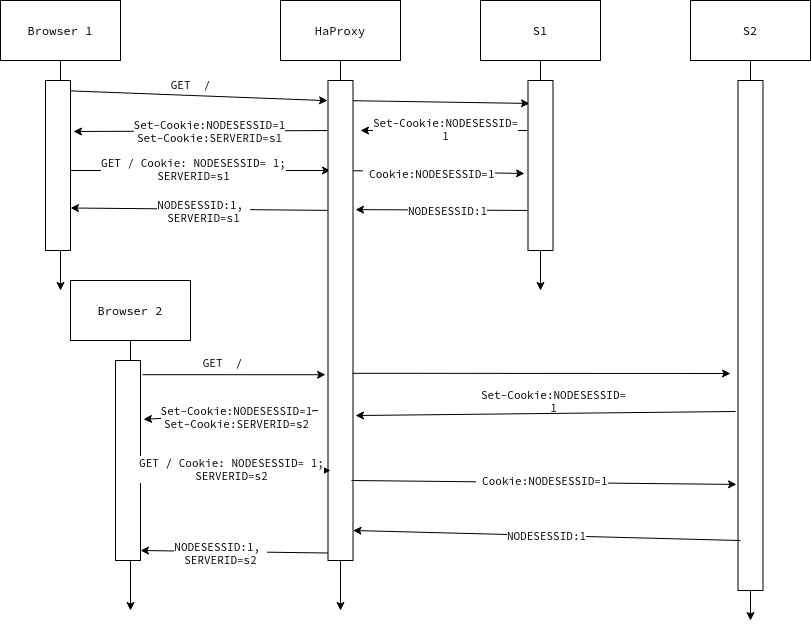 Browser 1
HaProxy
S1
S2
GET /
Set-Cookie:NODESESSID=1
Set-Cookie:SERVERID=s1
Set-Cookie:NODESESSID=
1
GET / Cookie: NODESESSID= 1;
SERVERID=s1
Cookie:NODESESSID=1
NODESESSID:1,
SERVERID=s1
NODESESSID:1
Browser 2
GET /
Set-Cookie:NODESESSID=
1
Set-Cookie:NODESESSID=1
Set-Cookie:SERVERID=s2
GET / Cookie: NODESESSID= 1;
SERVERID=s2
Cookie:NODESESSID=1
NODESESSID:1
NODESESSID:1,
SERVERID=s2